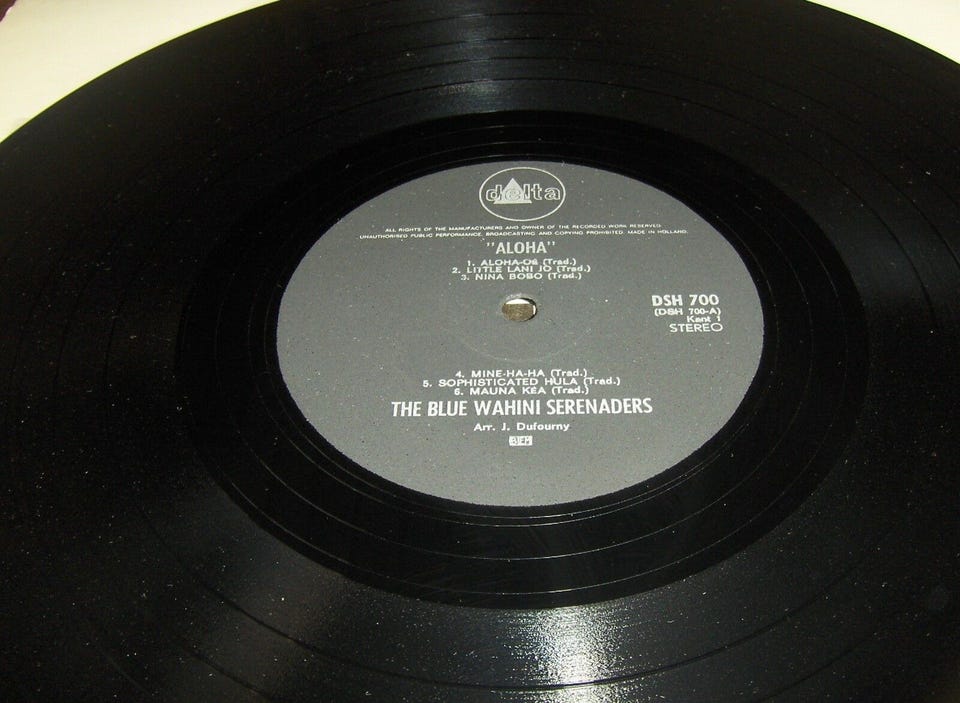 delta
ALL RIGHTS OF THE MANUFACTURERS AND OWNER OF THE RECORDED WORK RESERVED
UNAUTHORISED PUBLIC PERFORMANCE, BROADCASTING AND COPYING PROHIBITED. MADE IN HOLLAND.
"ALOHA"
1. ALOHA-OË (Trad.)
2. LITTLE LANI JO (Trad.)
3. NINA BOBO (Trad.)
DSH 700
(DSH 700-A)
Kant 1
STEREO
4. MINE-HA-HA (Trad.)
5. SOPHISTICATED HULA (Trad.)
6. MAUNA KÉA (Trad.)
THE BLUE WAHINI SERENADERS
Arr. J. Dufourny
BIEM